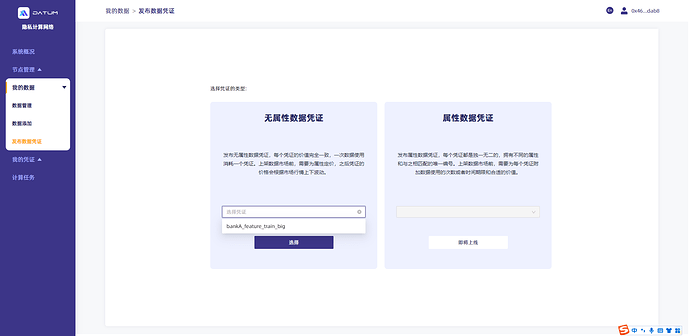 DATUM
隐私计算网络
系统概况
节点管理
我的数据
数据管理
数据添加
发布数据凭证
我的凭证
计算任务
我的数据 > 发布数据凭证
0x46...dab8
选择凭证的类型:
无属性数据凭证
发布无属性数据凭证，每个凭证的价值完全一致，一次数据使用
消耗一个凭证。上架数据市场前，需要为属性定价，之后凭证的
价格会根据市场行情上下波动。
选择凭证
bankA_feature_train_big
选择
属性数据凭证
发布属性数据凭证，每个凭证都是独一无二的，拥有不同的属性
和与之相匹配的唯一编号。上架数据市场前，需要为每个凭证附
加数据使用的次数或者时间期限和合适的价值。
即将上线
中